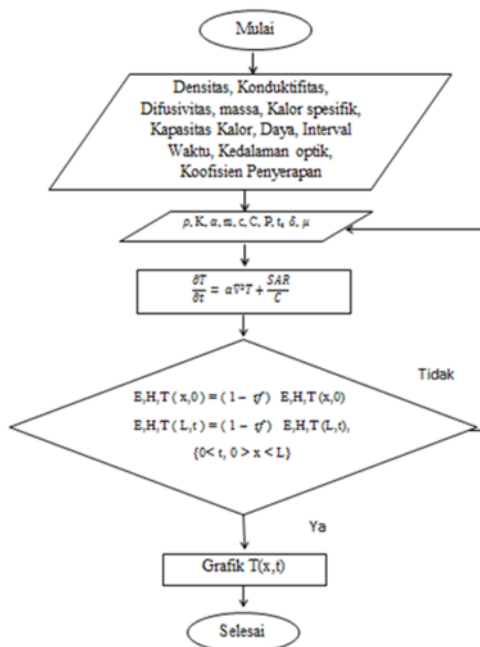 Mulai
Densitas, Konduktifitas,
Difusivitas, massa, Kalor spesifik,
Kapasitas Kalor, Daya, Interval
Waktu, Kedalaman optik,
Koofisien Penyerapan
ρ, K, α, m, c, C, P, t, δ, μ
∂T/∂t = α∇²T + SAR/C
Tidak
E,H,T (x,0) = (1 − τf) E,H,T (x,0)
E,H,T (L,t) = (1 − τf) E,H,T (L,t),
{0< t, 0 > x < L}
Ya
Grafik T(x,t)
Selesai